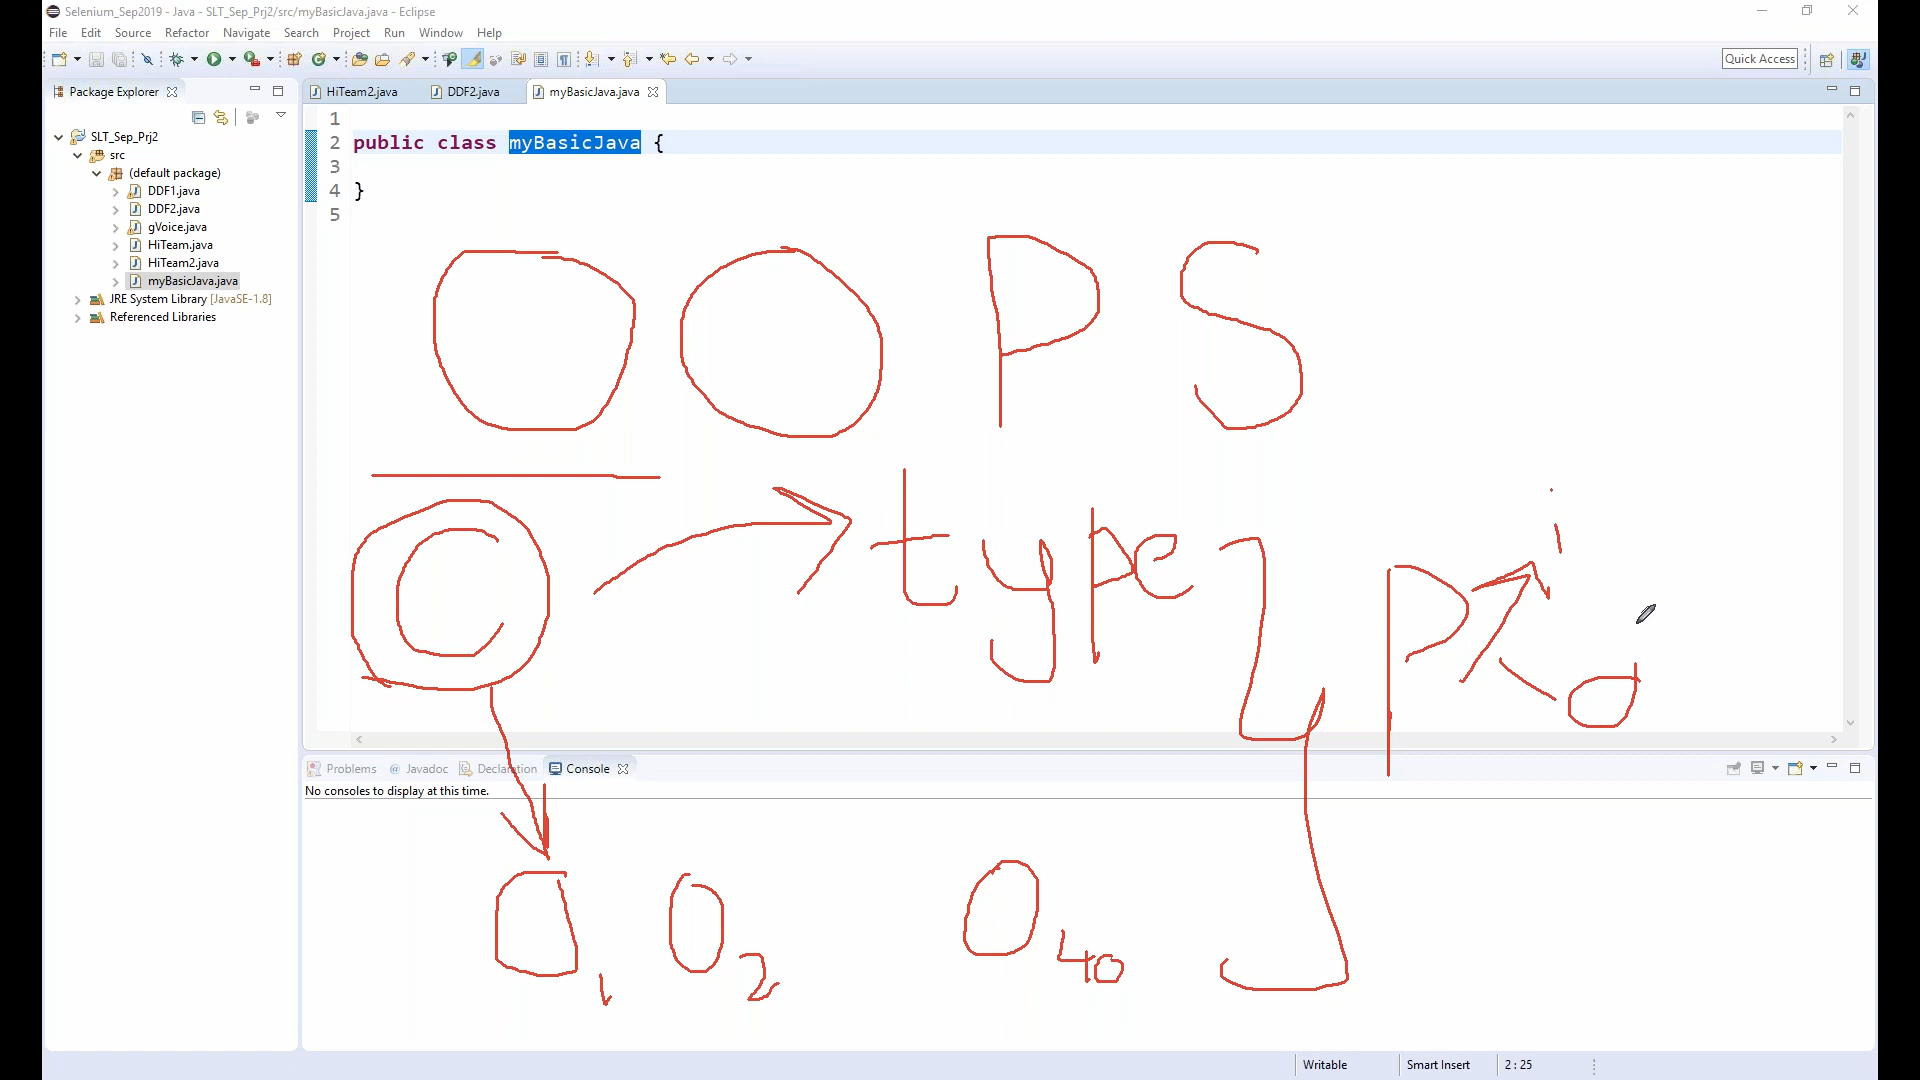 Selenium_Sep2019 - Java - SLT_Sep_Prj2/src/myBasicJava.java - Eclipse
File Edit Source Refactor Navigate Search Project Run Window Help
Quick Access
Package Explorer
HiTeam2.java DDF2.java myBasicJava.java
SLT_Sep_Prj2
src
(default package)
DDF1.java
DDF2.java
gVoice.java
HiTeam.java
HiTeam2.java
myBasicJava.java
JRE System Library [JavaSE-1.8]
Referenced Libraries
1
2 public class myBasicJava {
3
4 }
5
O O P S
C type P i
o
Problems Javadoc Declaration Console
No consoles to display at this time.
O1 O2 O40
Writable Smart Insert 2 : 25